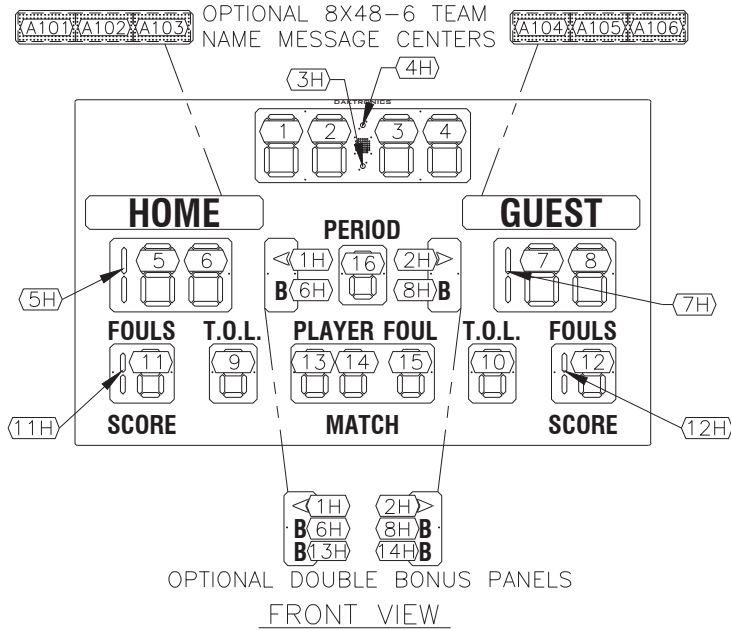 OPTIONAL 8X48-6 TEAM
A101 A102 A103 NAME MESSAGE CENTERS A104 A105 A106
3H 4H
DAKTRONICS
1 2 3 4
HOME GUEST
PERIOD
5 6 1H 16 2H 7 8
5H B 6H 8H B 7H
FOULS T.O.L. PLAYER FOUL T.O.L. FOULS
11 9 13 14 15 10 12
11H SCORE MATCH SCORE 12H
1H 2H
B 6H 8H B
B 13H 14H B
OPTIONAL DOUBLE BONUS PANELS
FRONT VIEW